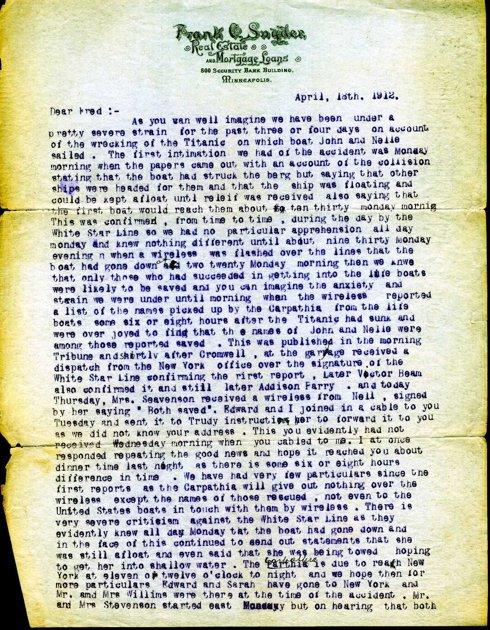 Frank O. Snyder
Real Estate
AND Mortgage Loans
600 SECURITY BANK BUILDING.
MINNEAPOLIS.
April, 18th. 1912.
Dear Fred :-
As you wan well imagine we have been under a
pretty severe strain for the past three or four days on account
of the wrecking of the Titanic on which boat John and Nelle
sailed . The first intimation we had of the accident was Monday
morning when the papers came out with an account of the collision
stating that the boat had struck the berg but saying that other
ships were headed for them and that the ship was floating and
could be kept afloat until releif was received also saying that
the first boat would reach them about ten thirty monday mornig
This was confirmed , from time to time , during the day by the
White Star Line so we had no particular apprehension all day
monday and knew nothing different until about nine thirty Monday
evening n when a wireless was flashed over the lines that the
boat had gone down at two twenty Monday morning then we knwe
that only those who had succeded in getting into the life boats
were likely to be saved and you can imagine the anxiety and
strain we were under until morning when the wireless reported
a list of the names picked up by the Carpathia from the life
boats some six or eight hours after the Titanic had sunk and
were over joyed to find that the names of John and Nelle were
among those reported saved . This was published in the morning
Tribune and shirtly after Cromwell , at the garage received a
dispatch from the New York office over the signature of the
White Star Line confirming the rirst report , Later Victor Beam
also confirmed it and still later Addison Parry . and today
Thursday, Mrs. Seavenson received a wireless from Nell , signed
by her saying " Both saved". Edward and I joined in a cable to you
Tuesday and sent it to Trudy instructing her to forward it to you
as we did not know your address . This you evidently had not
received Wednesday morning when you cabled to me. I at once
responded repeating the good news and hope it reached you about
dinner time last night as there is some six or eight hours
difference in time . We have had very few particulars since the
first reports as the Carpathia will give out nothing over the
wireless except the names of those rescued , not even to the
United States boats in touch with them by wireless . There is
very severe critisism against the White Star Line as they
evidently knew all day Monday tat the boat had gone down and
in the face of this continued to send out statements that she
was still afloat and even said that she was being towed hoping
to get her into shallow water . The Carpathia is due to reach New
York at eleven or twelve o'clock to night and we hope then for
more particulars Edward and Sarah have gone to New York and
Mr. and Mrs Willims were there at the time of the accident . Mr.
and Mrs Stevenson started east Monday but on hearing that both